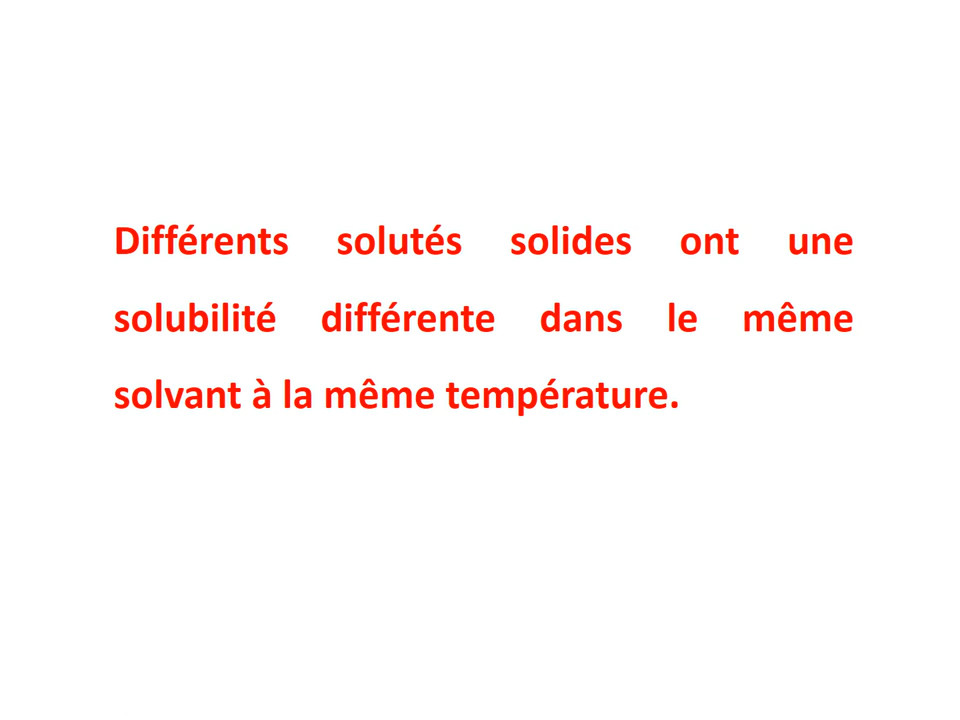 Différents solutés solides ont une
solubilité différente dans le même
solvant à la même température.